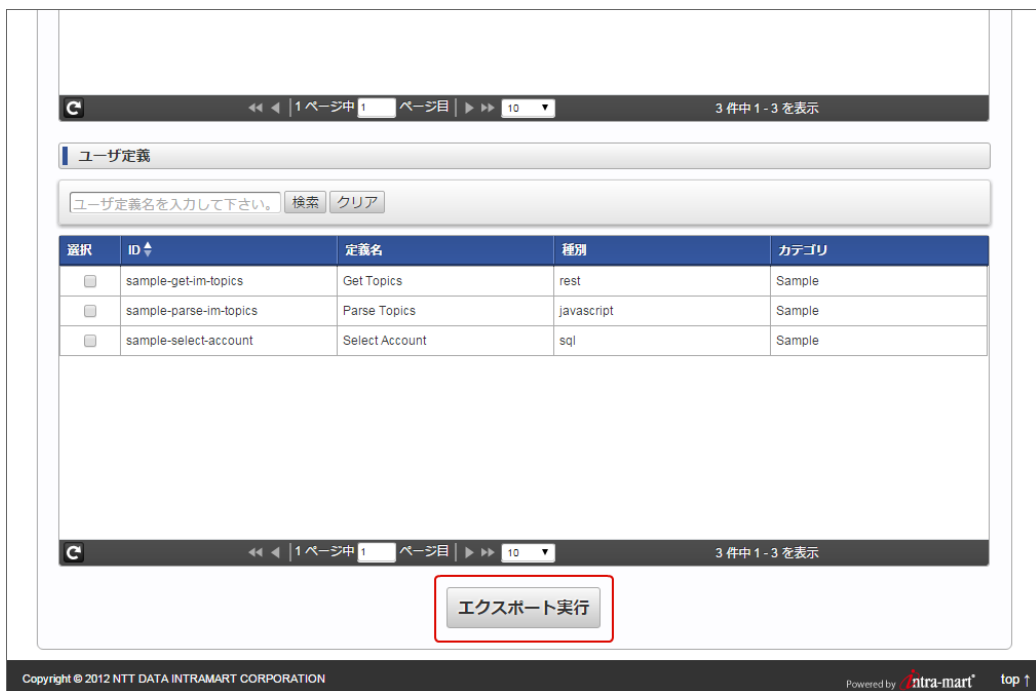 1 ページ中 1 ページ目 10 3 件中 1 - 3 を表示
ユーザ定義
ユーザ定義名を入力して下さい。 検索 クリア
選択 ID 定義名 種別 カテゴリ
sample-get-im-topics Get Topics rest Sample
sample-parse-im-topics Parse Topics javascript Sample
sample-select-account Select Account sql Sample
1 ページ中 1 ページ目 10 3 件中 1 - 3 を表示
エクスポート実行
Copyright © 2012 NTT DATA INTRAMART CORPORATION Powered by intra-mart top ↑